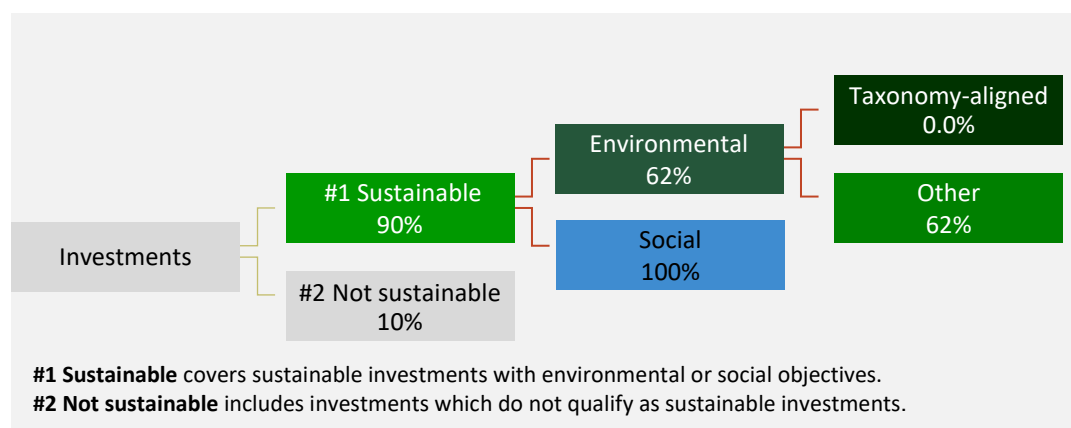 Taxonomy-aligned
0.0%
Environmental
62%
#1 Sustainable
90%
Other
62%
Social
100%
Investments
#2 Not sustainable
10%
#1 Sustainable covers sustainable investments with environmental or social objectives.
#2 Not sustainable includes investments which do not qualify as sustainable investments.